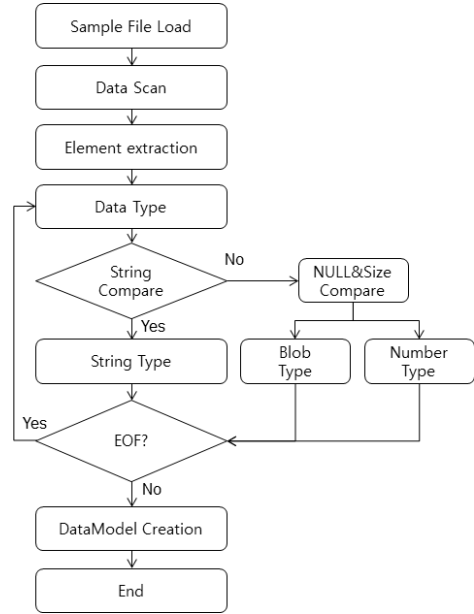 Sample File Load
Data Scan
Element extraction
Data Type
String
Compare
No
NULL&Size
Compare
Yes
String Type
Blob
Type
Number
Type
Yes
EOF?
No
DataModel Creation
End